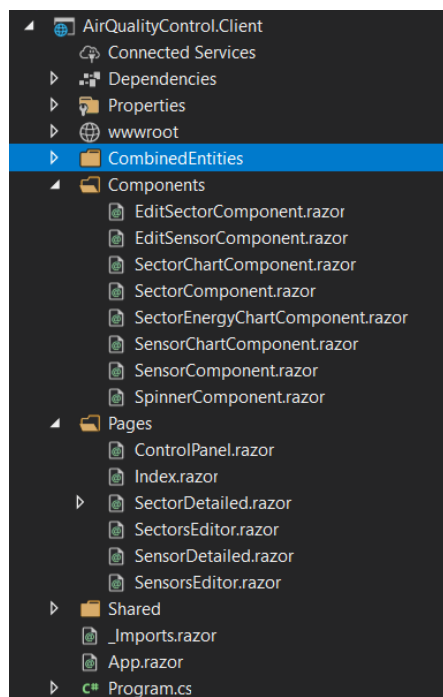 AirQualityControl.Client
Connected Services
Dependencies
Properties
wwwroot
CombinedEntities
Components
EditSectorComponent.razor
EditSensorComponent.razor
SectorChartComponent.razor
SectorComponent.razor
SectorEnergyChartComponent.razor
SensorChartComponent.razor
SensorComponent.razor
SpinnerComponent.razor
Pages
ControlPanel.razor
Index.razor
SectorDetailed.razor
SectorsEditor.razor
SensorDetailed.razor
SensorsEditor.razor
Shared
_Imports.razor
App.razor
C# Program.cs